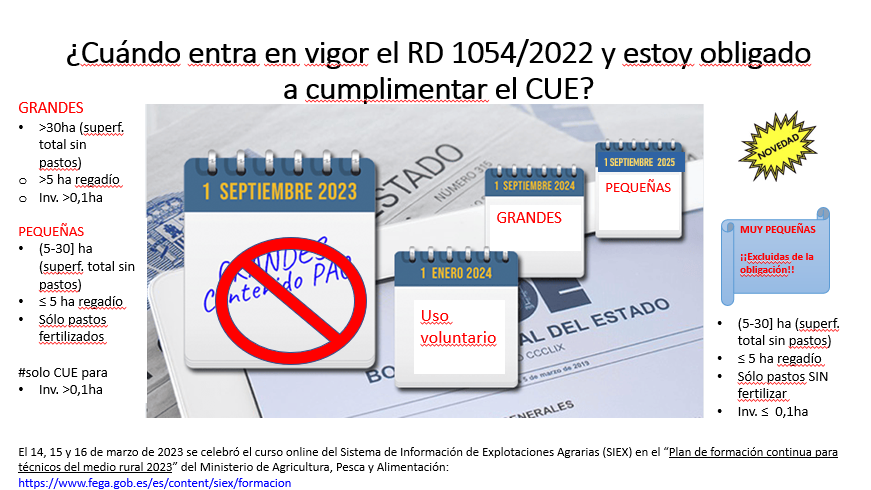 ¿Cuándo entra en vigor el RD 1054/2022 y estoy obligado
a cumplimentar el CUE?
GRANDES
• >30ha (superf.
total sin
pastos)
o >5 ha regadío
o Inv. >0,1ha
PEQUEÑAS
• (5-30] ha
(superf. total sin
pastos)
• ≤ 5 ha regadío
• Sólo pastos
fertilizados
#solo CUE para
• Inv. >0,1ha
1 SEPTIEMBRE 2023
GRANDES
Contenido PAC
ESTADO
NÚMERO 315
1 SEPTIEMBRE 2024
GRANDES
1 SEPTIEMBRE 2025
PEQUEÑAS
1 ENERO 2024
Uso
voluntario
AL DEL ESTADO
CCCLIX
5 de marzo de 2019
ENERALES
NOVEDAD
MUY PEQUEÑAS
¡¡Excluidas de la
obligación!!
• (5-30] ha (superf.
total sin pastos)
• ≤ 5 ha regadío
• Sólo pastos SIN
fertilizar
• Inv. ≤ 0,1ha
El 14, 15 y 16 de marzo de 2023 se celebró el curso online del Sistema de Información de Explotaciones Agrarias (SIEX) en el “Plan de formación continua para
técnicos del medio rural 2023” del Ministerio de Agricultura, Pesca y Alimentación:
https://www.fega.gob.es/es/content/siex/formacion